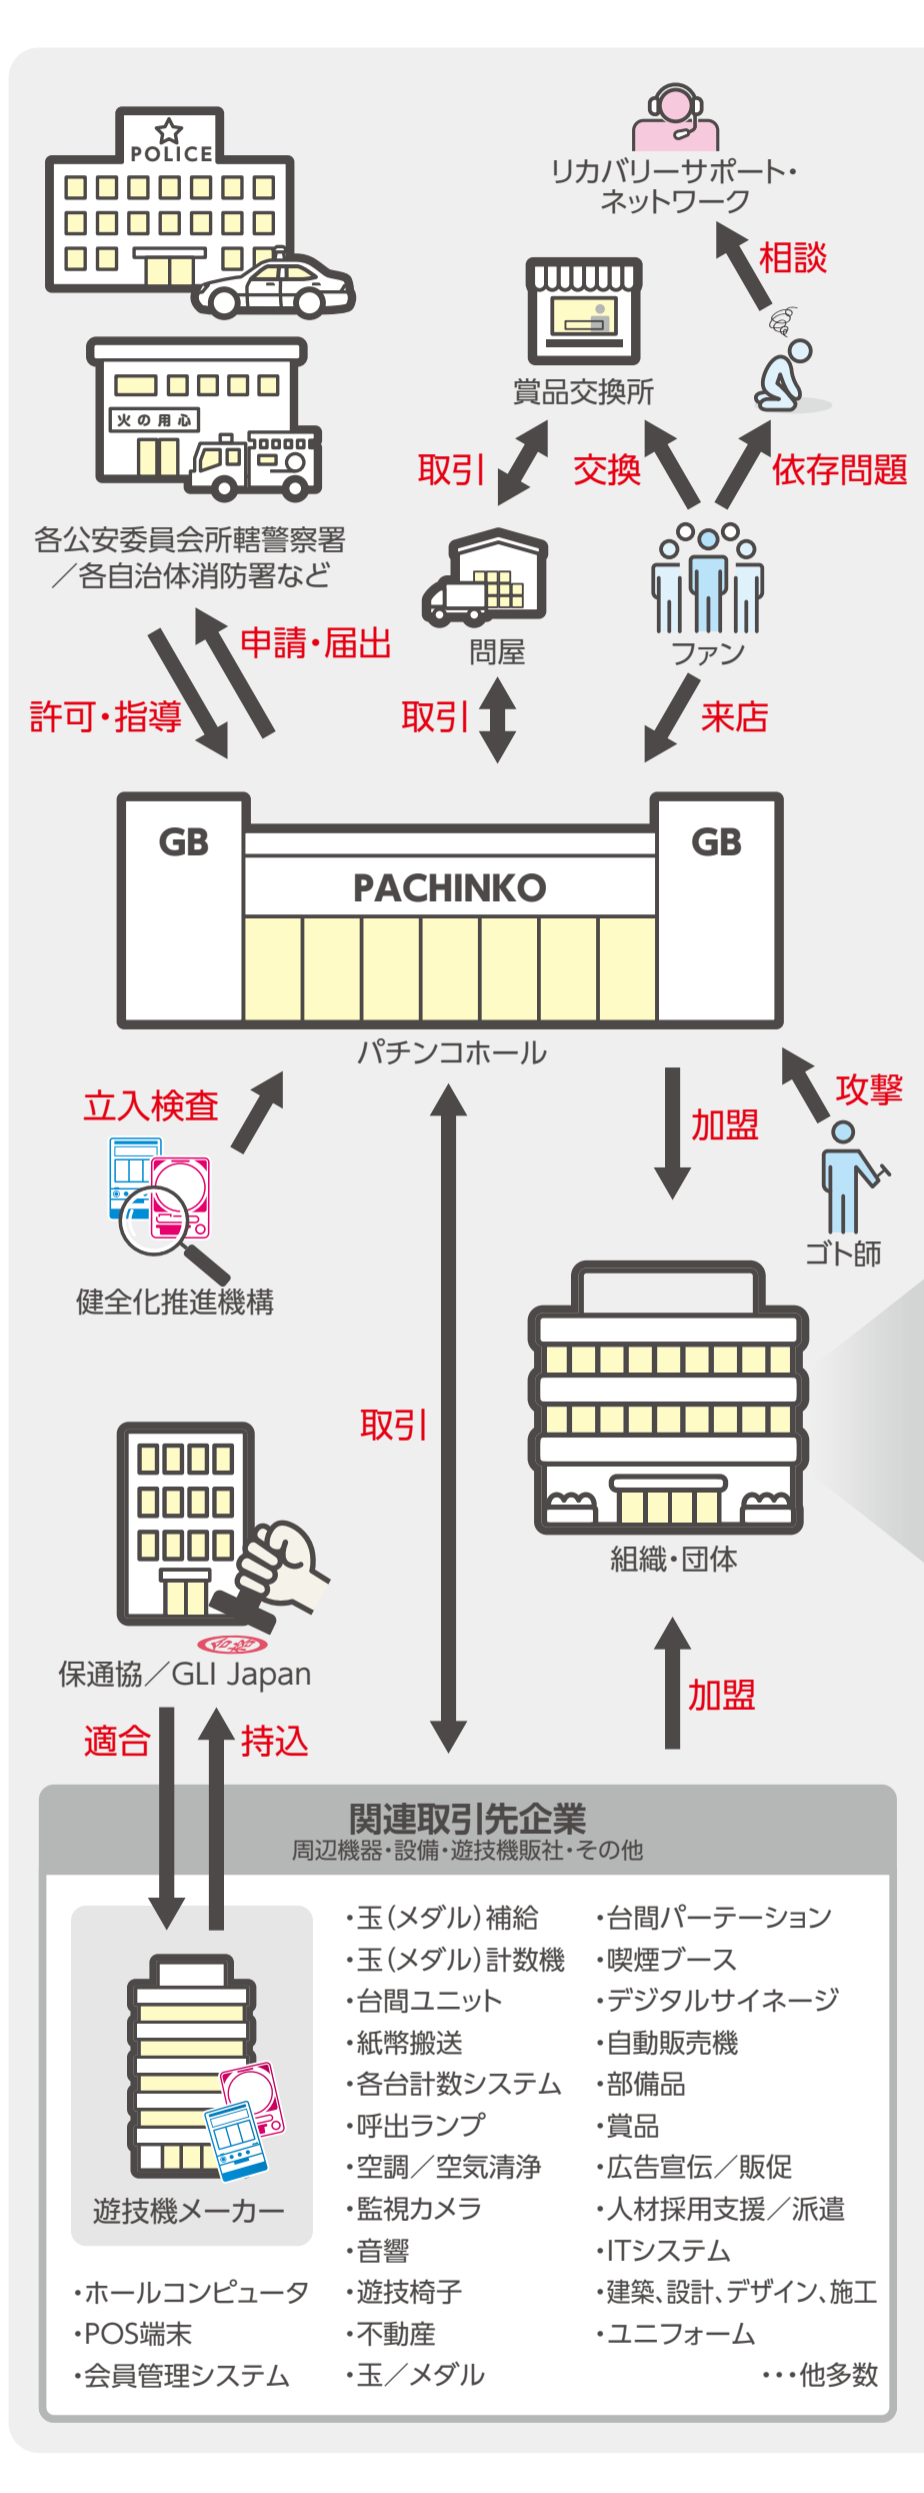 POLICE
リカバリーサポート・
ネットワーク
相談
賞品交換所
火の用心
取引
交換
依存問題
各公安委員会所轄警察署
／各自治体消防署など
申請・届出
問屋
ファン
許可・指導
取引
来店
GB
GB
PACHINKO
パチンコホール
立入検査
加盟
攻撃
ゴト師
健全化推進機構
取引
組織・団体
保通協／GLI Japan
加盟
適合
持込
関連取引先企業
周辺機器・設備・遊技機販社・その他
遊技機メーカー
・ホールコンピュータ
・POS端末
・会員管理システム
・玉(メダル)補給
・玉(メダル)計数機
・台間ユニット
・紙幣搬送
・各台計数システム
・呼出ランプ
・空調／空気清浄
・監視カメラ
・音響
・遊技椅子
・不動産
・玉／メダル
・台間パーテーション
・喫煙ブース
・デジタルサイネージ
・自動販売機
・部備品
・賞品
・広告宣伝／販促
・人材採用支援／派遣
・ITシステム
・建築、設計、デザイン、施工
・ユニフォーム
・・・他多数